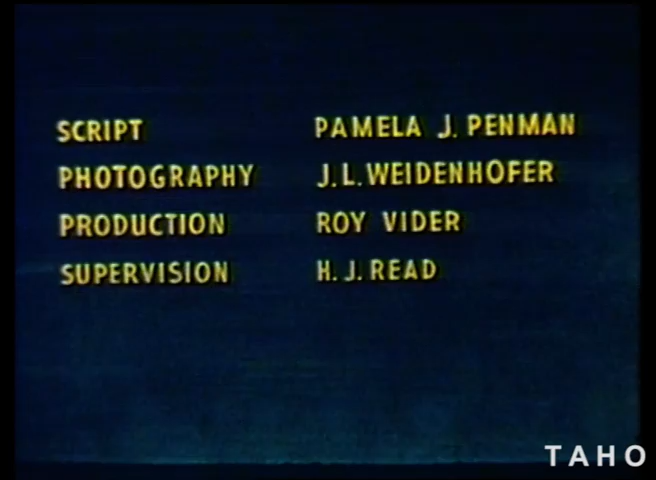 SCRIPT PAMELA J. PENMAN
PHOTOGRAPHY J.L. WEIDENHOFER
PRODUCTION ROY VIDER
SUPERVISION H.J. READ
TAHO